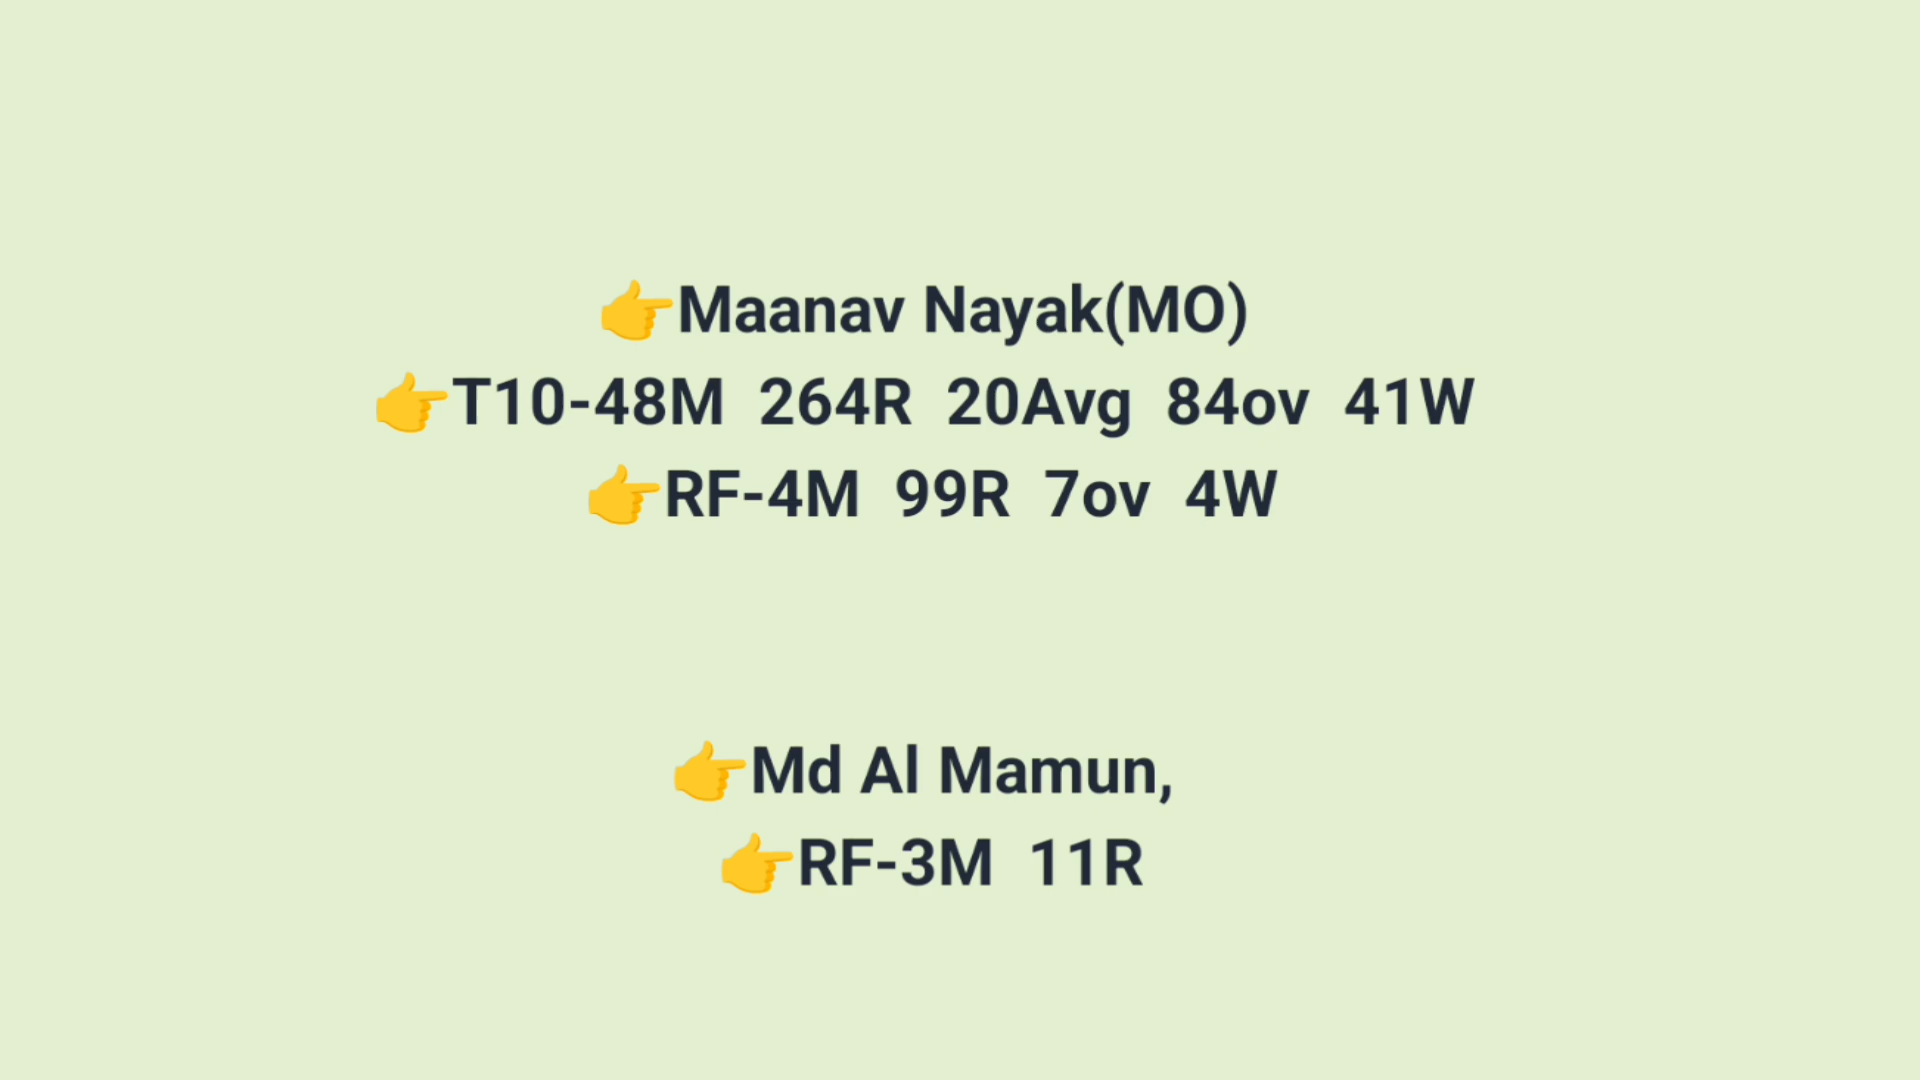 👉Maanav Nayak(MO)
👉T10-48M 264R 20Avg 84ov 41W
👉RF-4M 99R 7ov 4W
👉Md Al Mamun,
👉RF-3M 11R